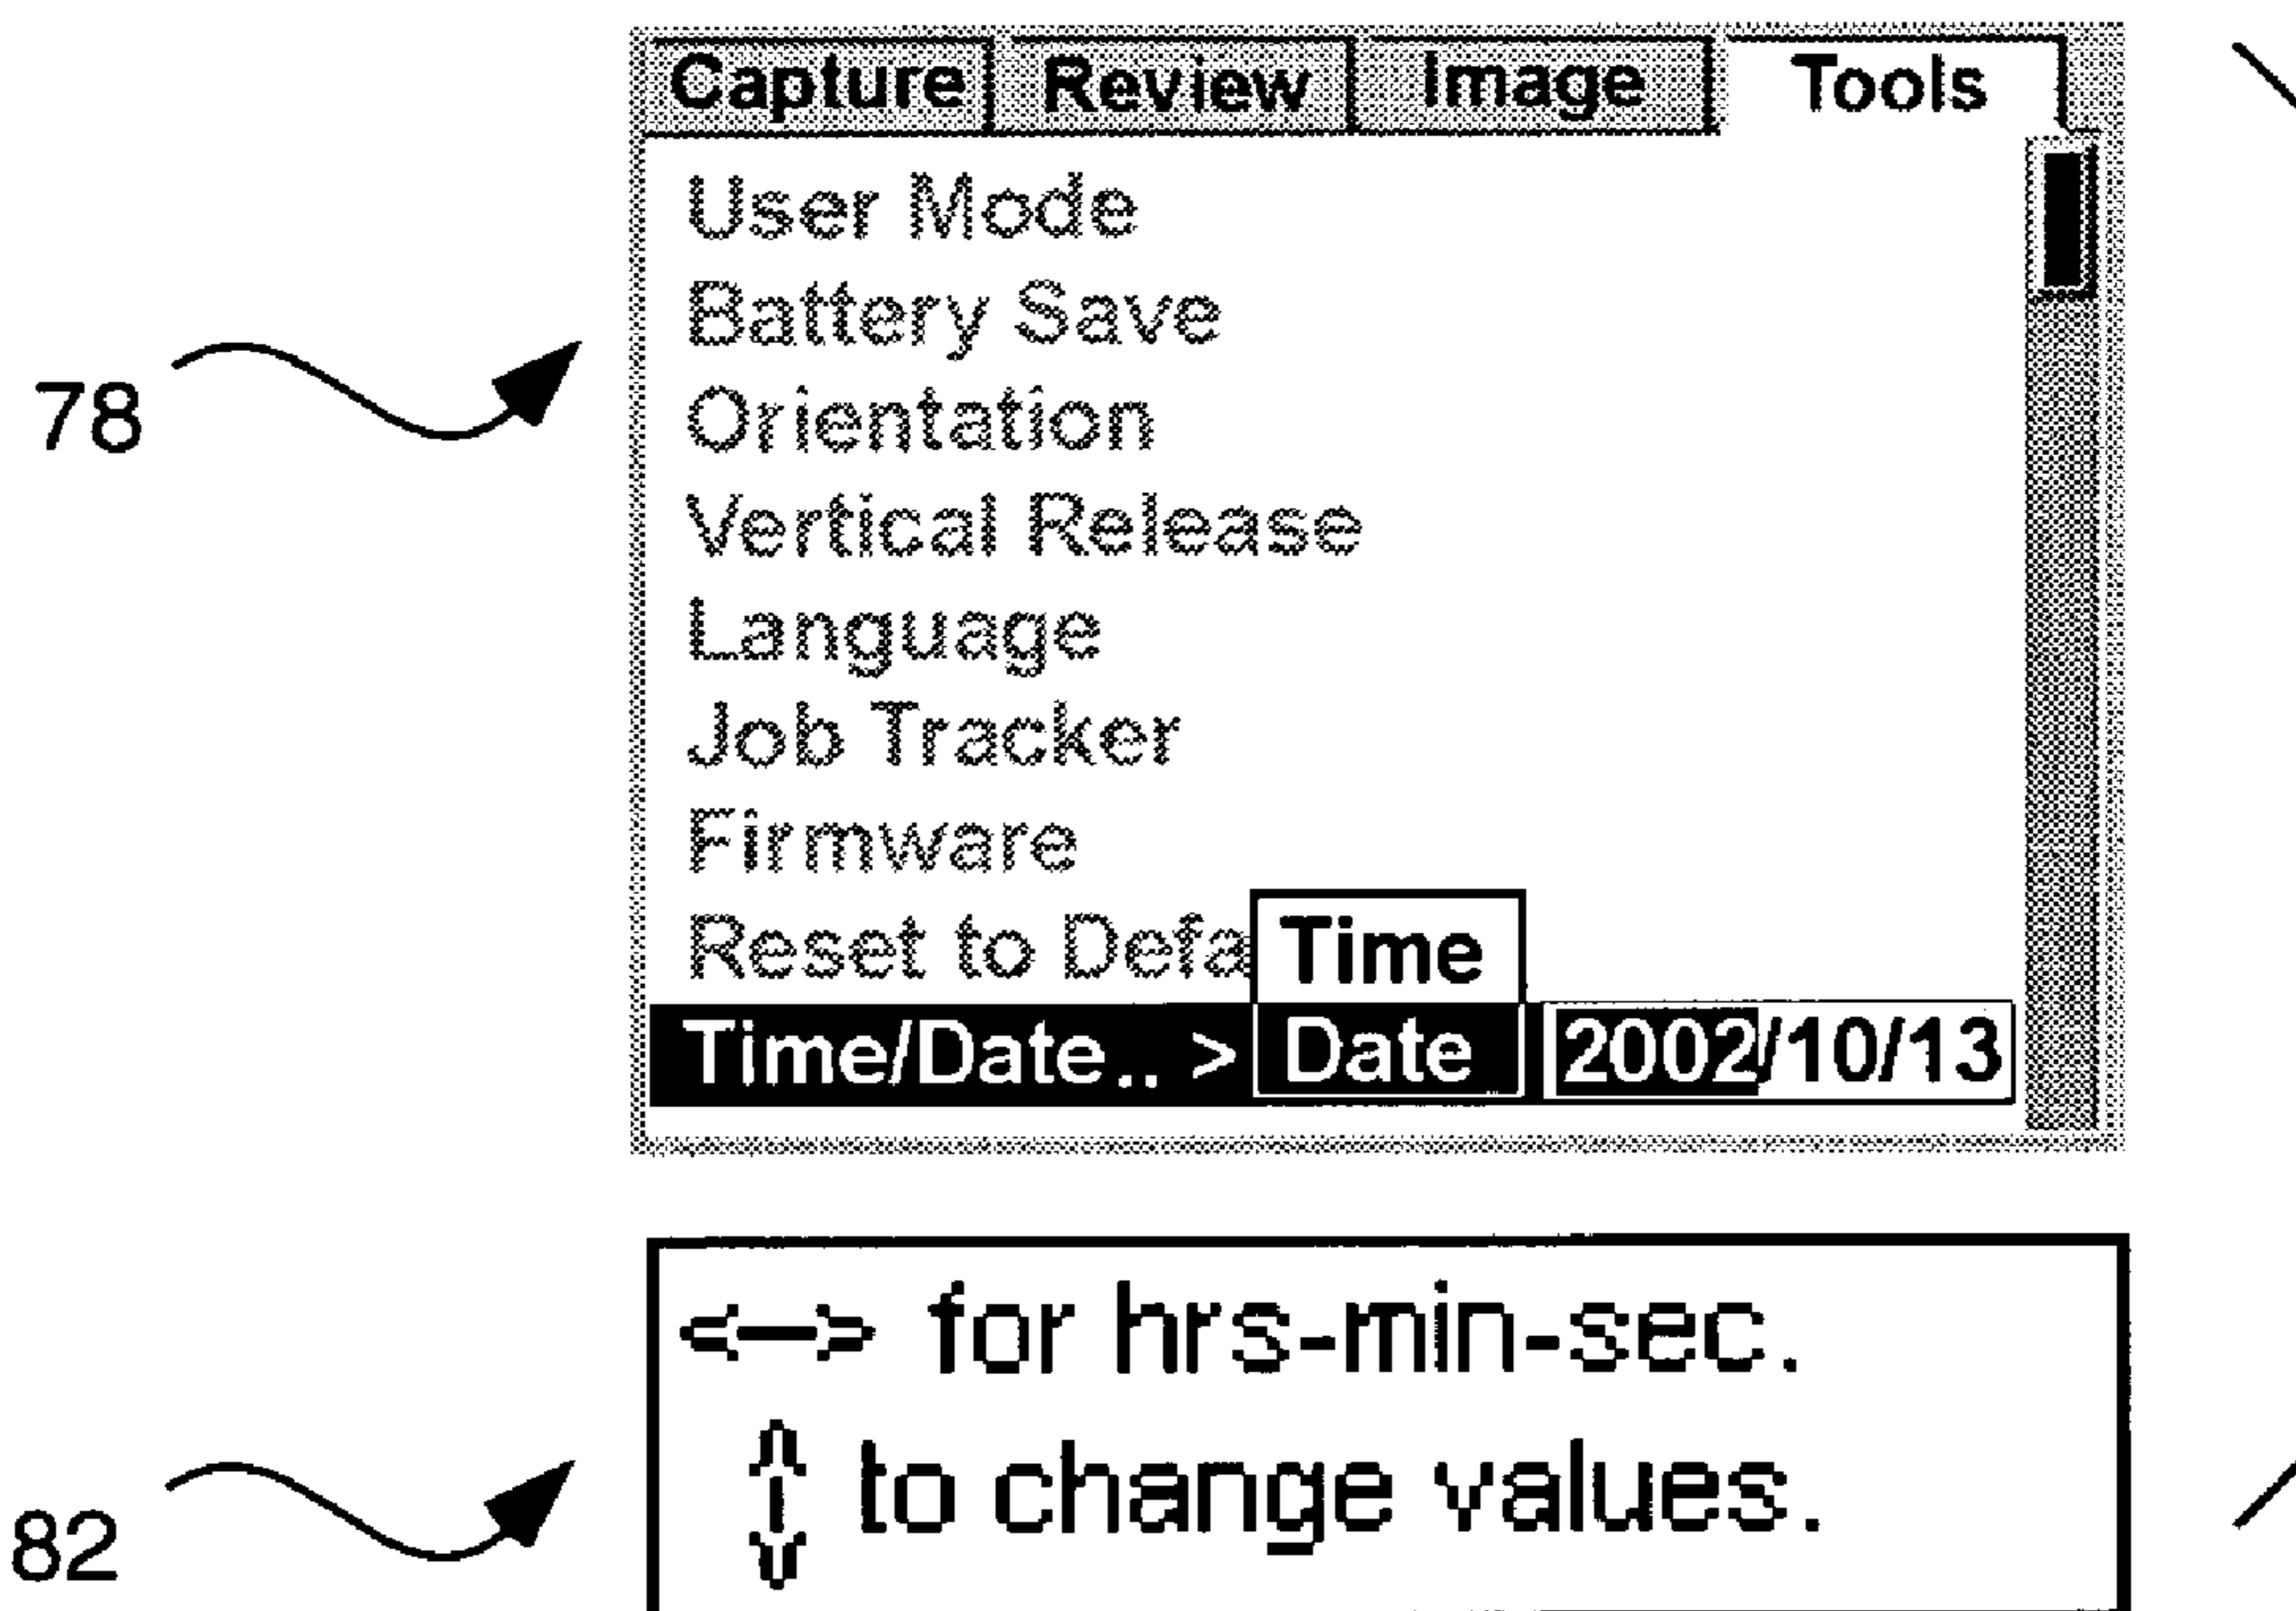 Capture Review Image Tools
User Mode
Battery Save
78
Orientation
Vertical Release
Language
Job Tracker
Firmware
Reset to Defa Time
Time/Date.. > Date 2002/10/13
<—> for hrs-min-sec.
to change values.
82